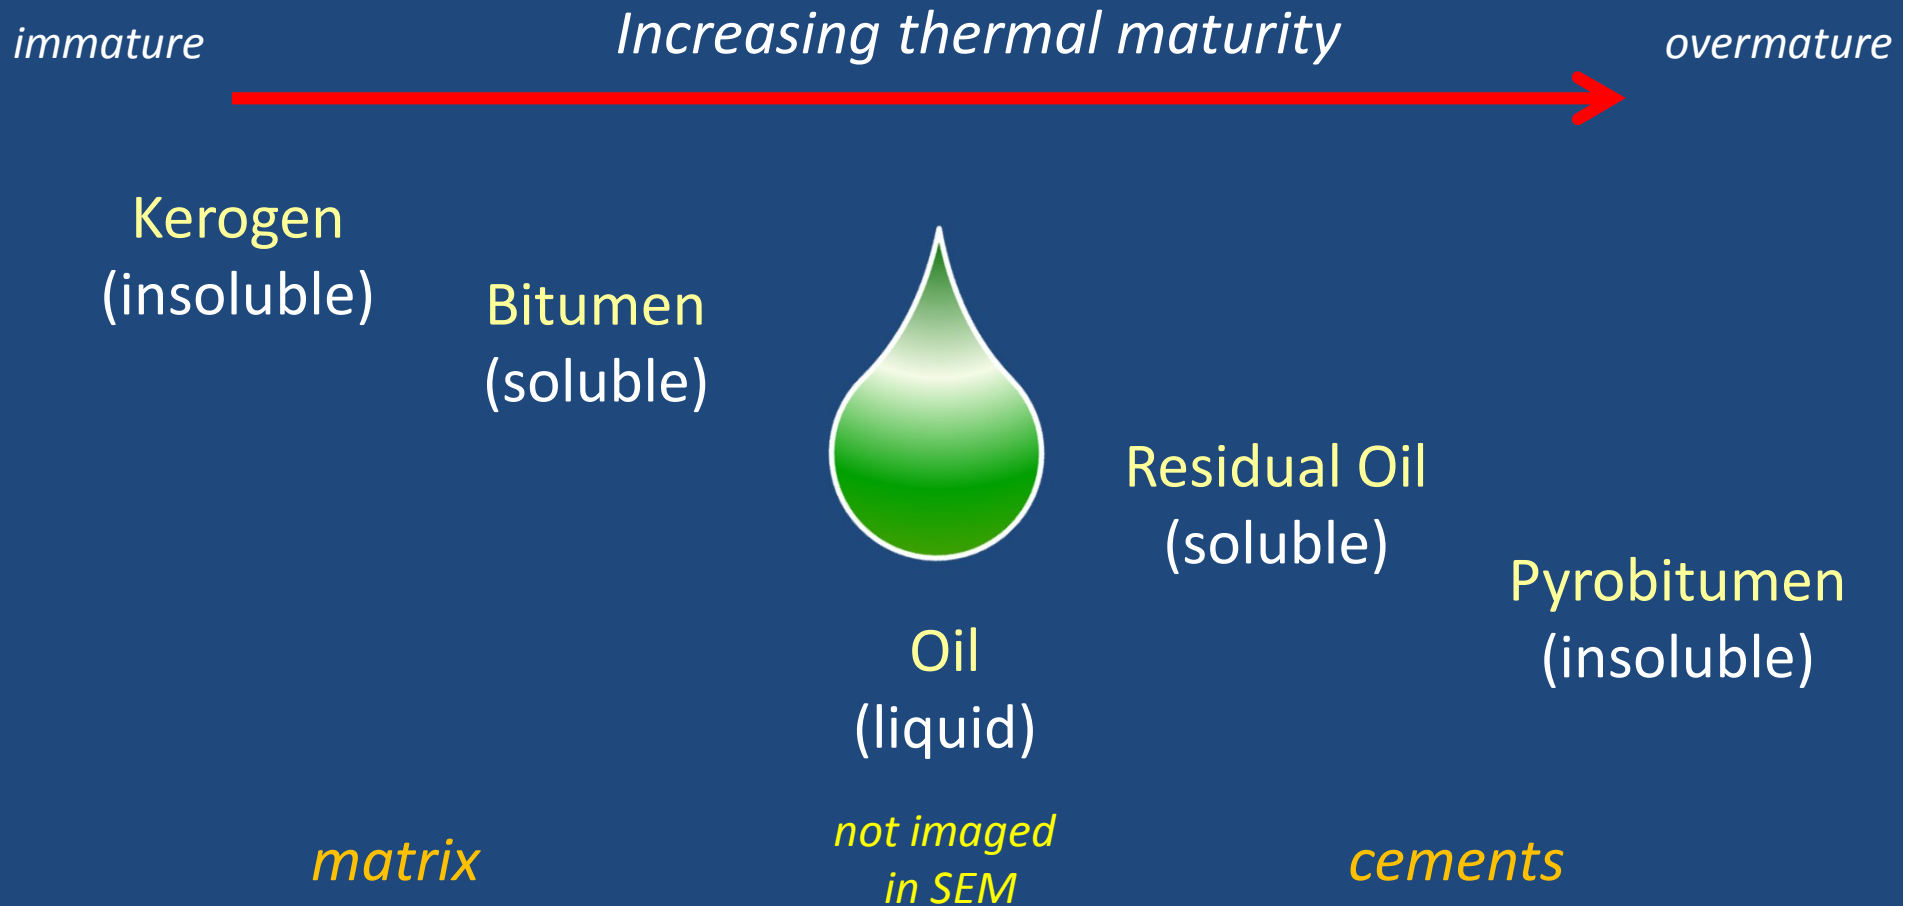 immature
Increasing thermal maturity
overmature
Kerogen
(insoluble)
Bitumen
(soluble)
Residual Oil
(soluble)
Pyrobitumen
(insoluble)
Oil
(liquid)
matrix
not imaged
in SEM
cements